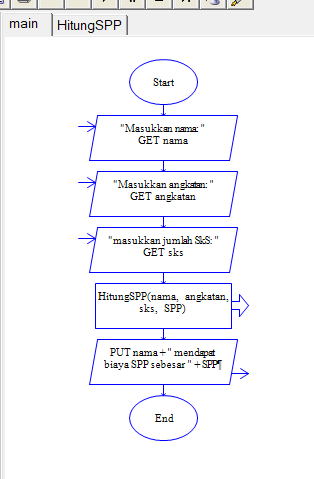 main HitungSPP
Start
"Masukkan nama: "
GET nama
"Masukkan angkatan: "
GET angkatan
"masukkan jumlah SkS: "
GET sks
HitungSPP(nama, angkatan,
sks, SPP)
PUT nama + " mendapat
biaya SPP sebesar " + SPP¶
End